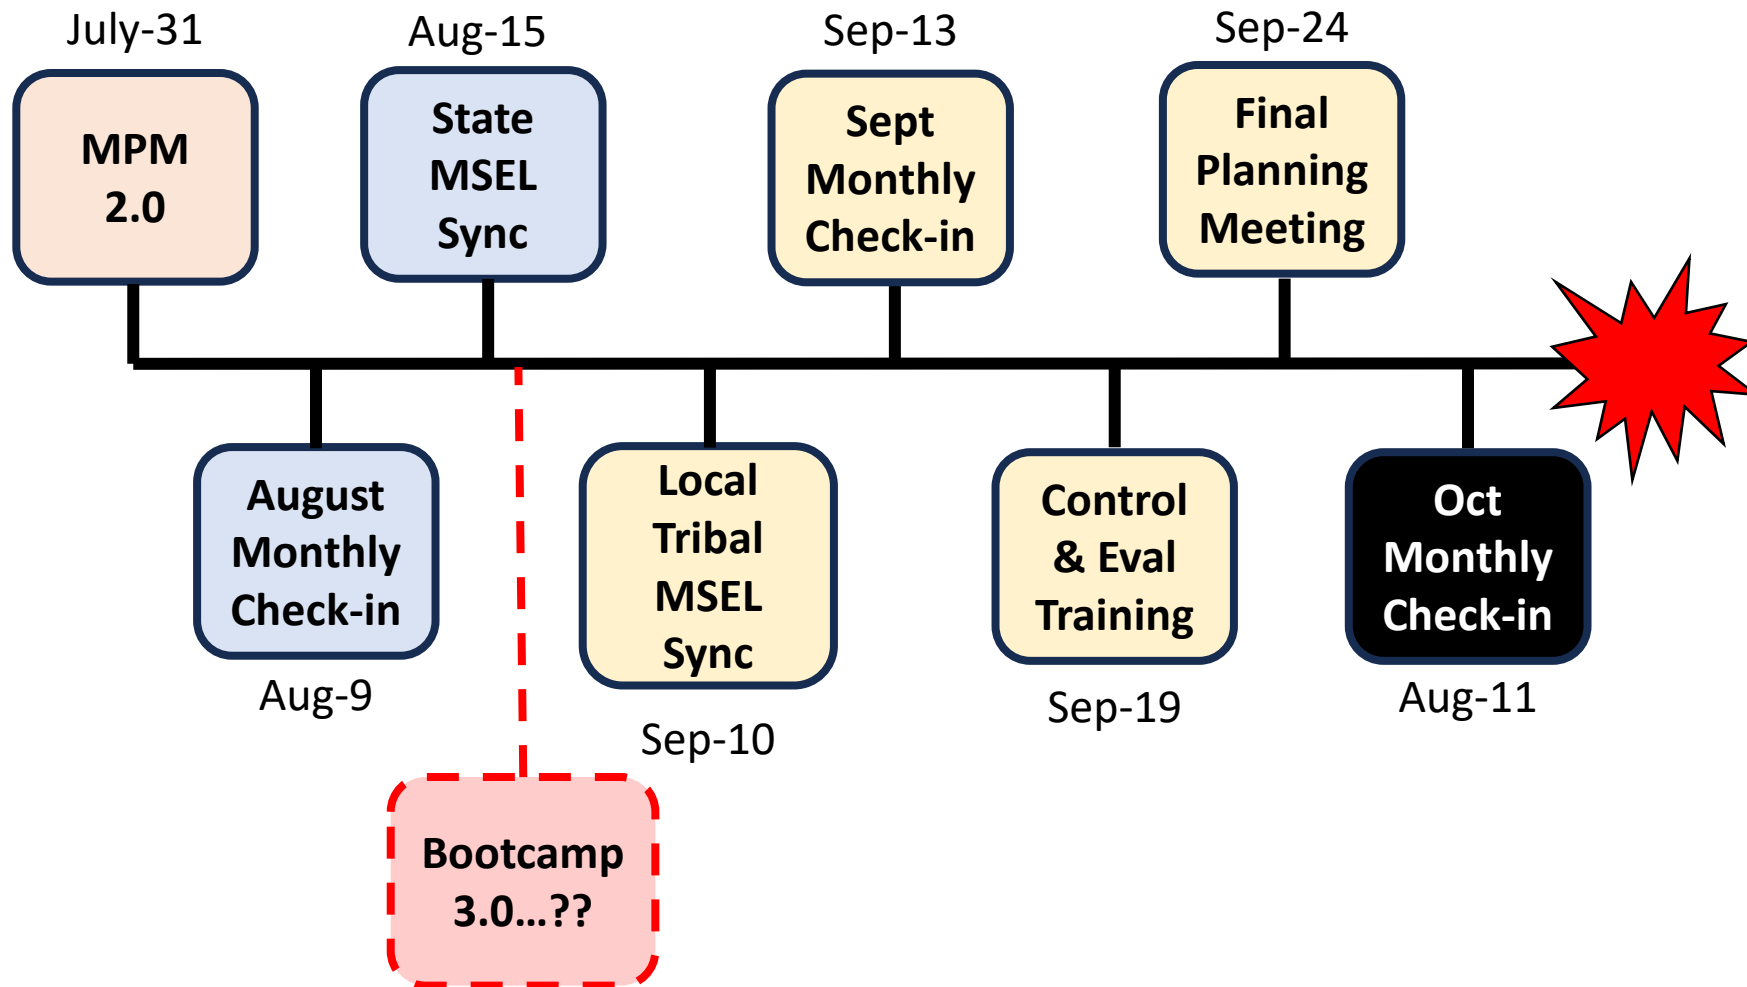 July-31
MPM
2.0
Aug-15
State
MSEL
Sync
Sep-13
Sept
Monthly
Check-in
Sep-24
Final
Planning
Meeting
August
Monthly
Check-in
Aug-9
Local
Tribal
MSEL
Sync
Sep-10
Control
& Eval
Training
Sep-19
Oct
Monthly
Check-in
Aug-11
Bootcamp
3.0...??